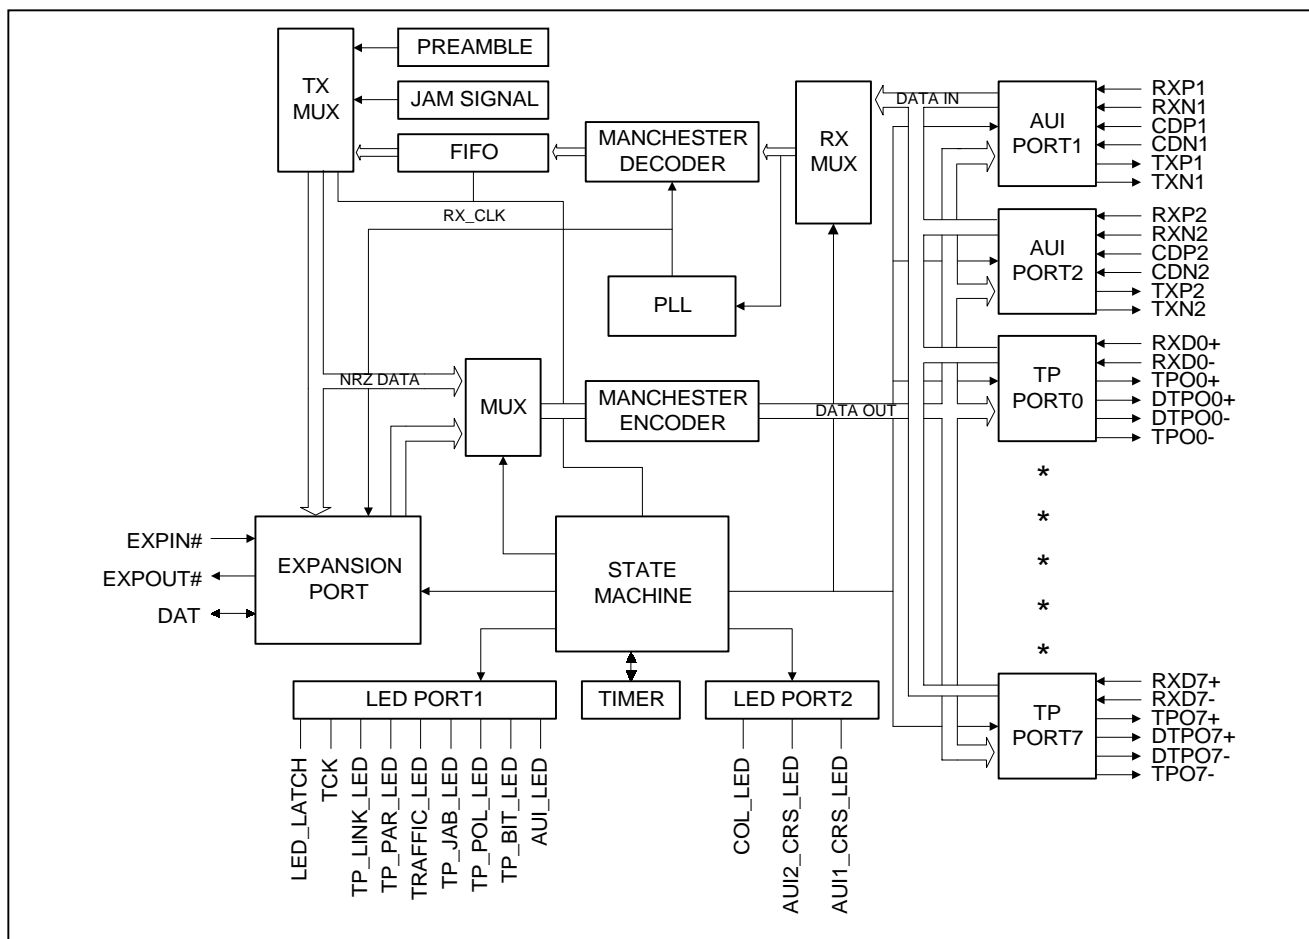 PREAMBLE
TX
MUX
JAM SIGNAL
FIFO
MANCHESTER
DECODER
RX
MUX
DATA IN
AUI
PORT1
RXP1
RXN1
CDP1
CDN1
TXP1
TXN1
RX_CLK
PLL
AUI
PORT2
RXP2
RXN2
CDP2
CDN2
TXP2
TXN2
NRZ DATA
MUX
MANCHESTER
ENCODER
DATA OUT
TP
PORT0
RXD0+
RXD0-
TPO0+
DTPO0+
DTPO0-
TPO0-
*
*
*
*
*
EXPIN#
EXPOUT#
DAT
EXPANSION
PORT
STATE
MACHINE
LED PORT1
TIMER
LED PORT2
TP
PORT7
RXD7+
RXD7-
TPO7+
DTPO7+
DTPO7-
TPO7-
LED_LATCH
TCK
TP_LINK_LED
TP_PAR_LED
TRAFFIC_LED
TP_JAB_LED
TP_POL_LED
TP_BIT_LED
AUI_LED
COL_LED
AUI2_CRS_LED
AUI1_CRS_LED